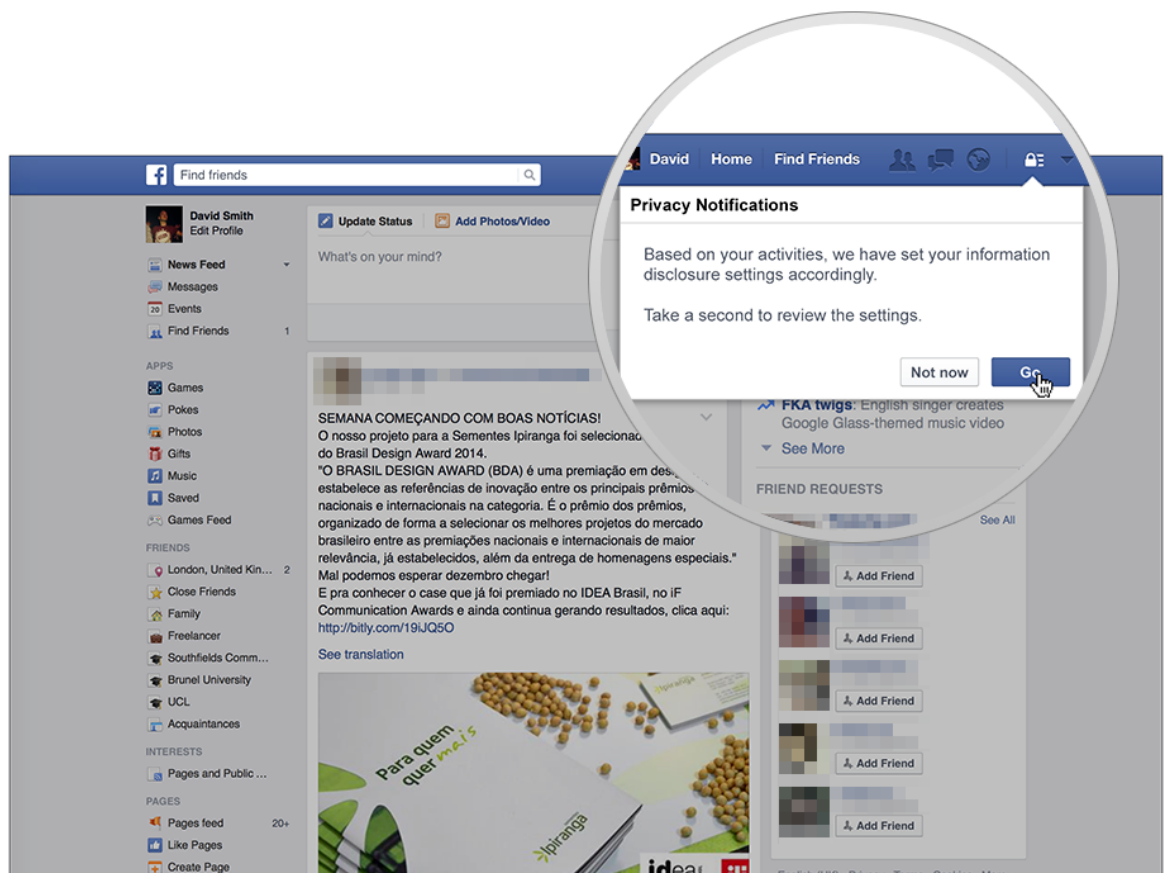 Find friends
David
Home
Find Friends
Privacy Notifications
Based on your activities, we have set your information
disclosure settings accordingly.
Take a second to review the settings.
Not now
Go
David Smith
Edit Profile
News Feed
Messages
20 Events
Find Friends 1
APPS
Games
Pokes
Photos
Gifts
Music
Saved
Games Feed
FRIENDS
London, United Kin... 2
Close Friends
Family
Freelancer
Southfields Comm...
Brunel University
UCL
Acquaintances
INTERESTS
Pages and Public ...
PAGES
Pages feed 20+
Like Pages
Create Page
Update Status
Add Photos/Video
What's on your mind?
SEMANA COMEÇANDO COM BOAS NOTÍCIAS!
O nosso projeto para a Sementes Ipiranga foi
do Brasil Design Award 2014.
"O BRASIL DESIGN AWARD (BDA) é uma premiação em
estabelece as referências de inovação entre os principais prêmios
nacionais e internacionais na categoria. É o prêmio dos prêmios,
organizado de forma a selecionar os melhores projetos do mercado
brasileiro entre as premiações nacionais e internacionais de maior
relevância, já estabelecidos, além da entrega de homenagens especiais."
Mal podemos esperar dezembro chegar!
E pra conhecer o case que já foi premiado no IDEA Brasil, no iF
Communication Awards e ainda continua gerando resultados, clica aqui:
http://bitly.com/19iJQ5O
See translation
Para quem
quer mais
Ipiranga
Ipiranga
FKA twigs: English singer creates
Google Glass-themed music video
See More
FRIEND REQUESTS
See All
Add Friend
Add Friend
Add Friend
Add Friend
Add Friend